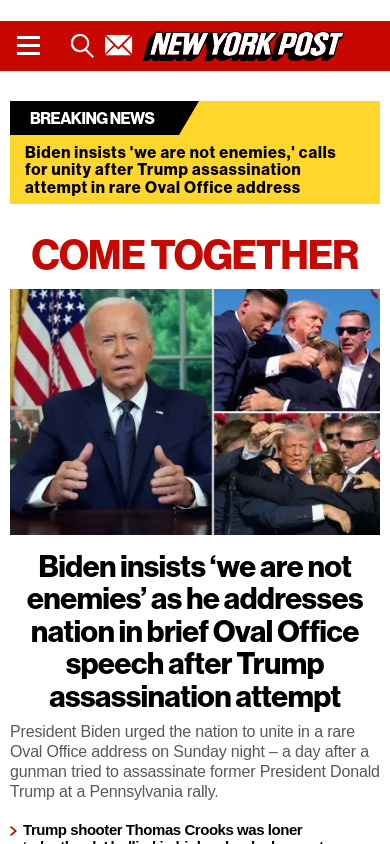 NEW YORK POST
BREAKING NEWS
Biden insists 'we are not enemies,' calls
for unity after Trump assassination
attempt in rare Oval Office address
COME TOGETHER
Biden insists ‘we are not
enemies’ as he addresses
nation in brief Oval Office
speech after Trump
assassination attempt
President Biden urged the nation to unite in a rare
Oval Office address on Sunday night – a day after a
gunman tried to assassinate former President Donald
Trump at a Pennsylvania rally.
Trump shooter Thomas Crooks was loner